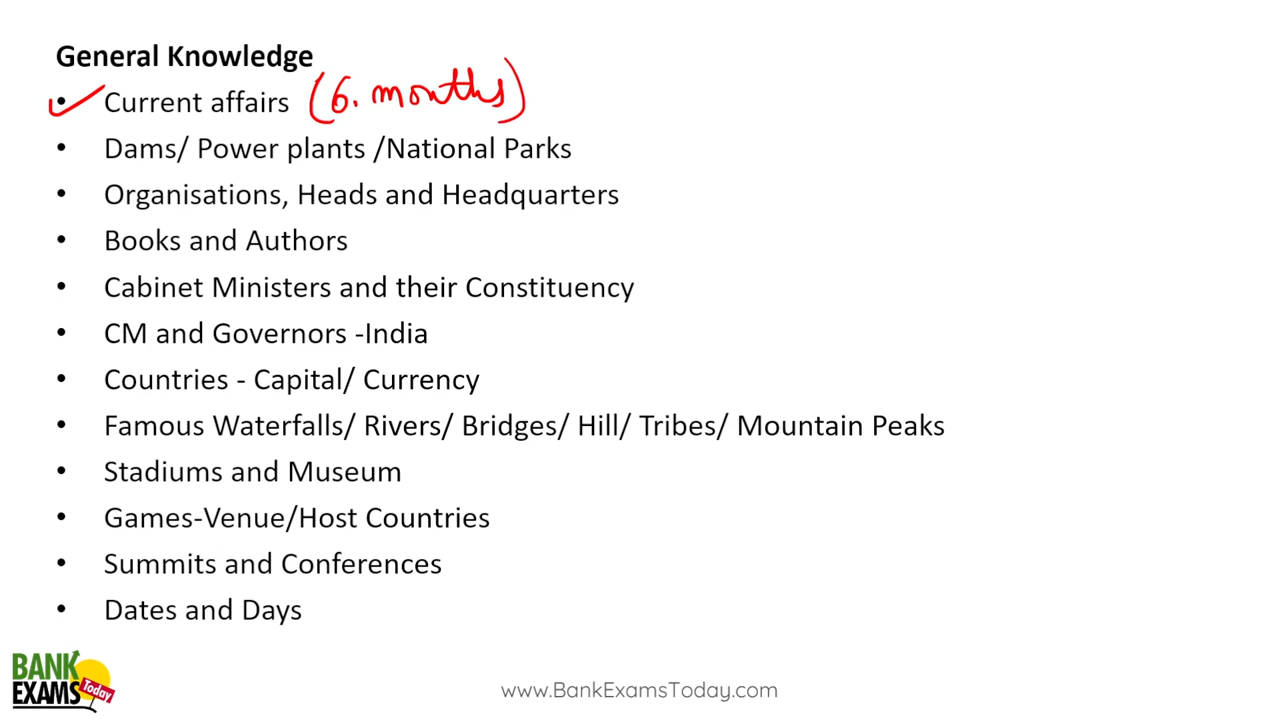 General Knowledge
• Current affairs (6. months)
• Dams/ Power plants /National Parks
• Organisations, Heads and Headquarters
• Books and Authors
• Cabinet Ministers and their Constituency
• CM and Governors -India
• Countries - Capital/ Currency
• Famous Waterfalls/ Rivers/ Bridges/ Hill/ Tribes/ Mountain Peaks
• Stadiums and Museum
• Games-Venue/Host Countries
• Summits and Conferences
• Dates and Days
BANK
EXAMS Today
www.BankExamsToday.com